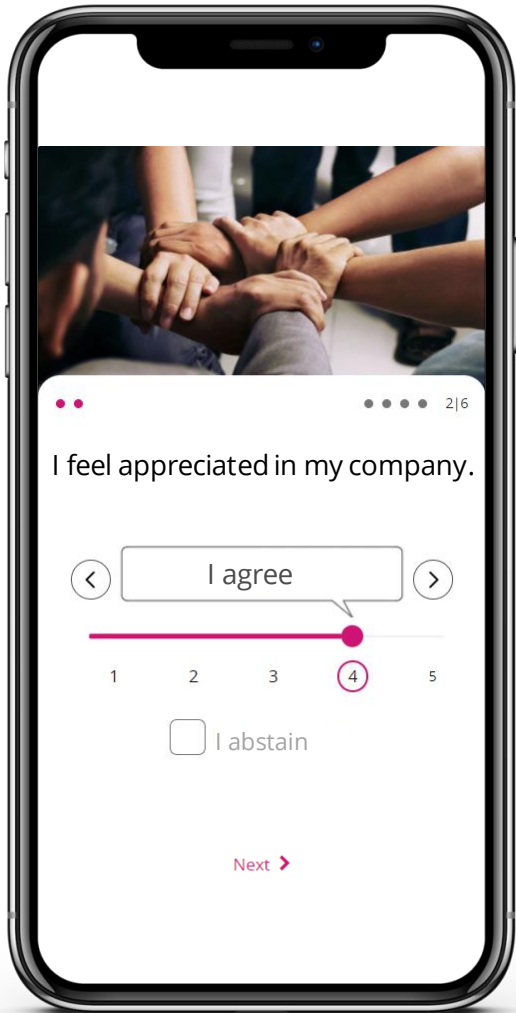 2|6
I feel appreciated in my company.
I agree
1 2 3 4 5
I abstain
Next